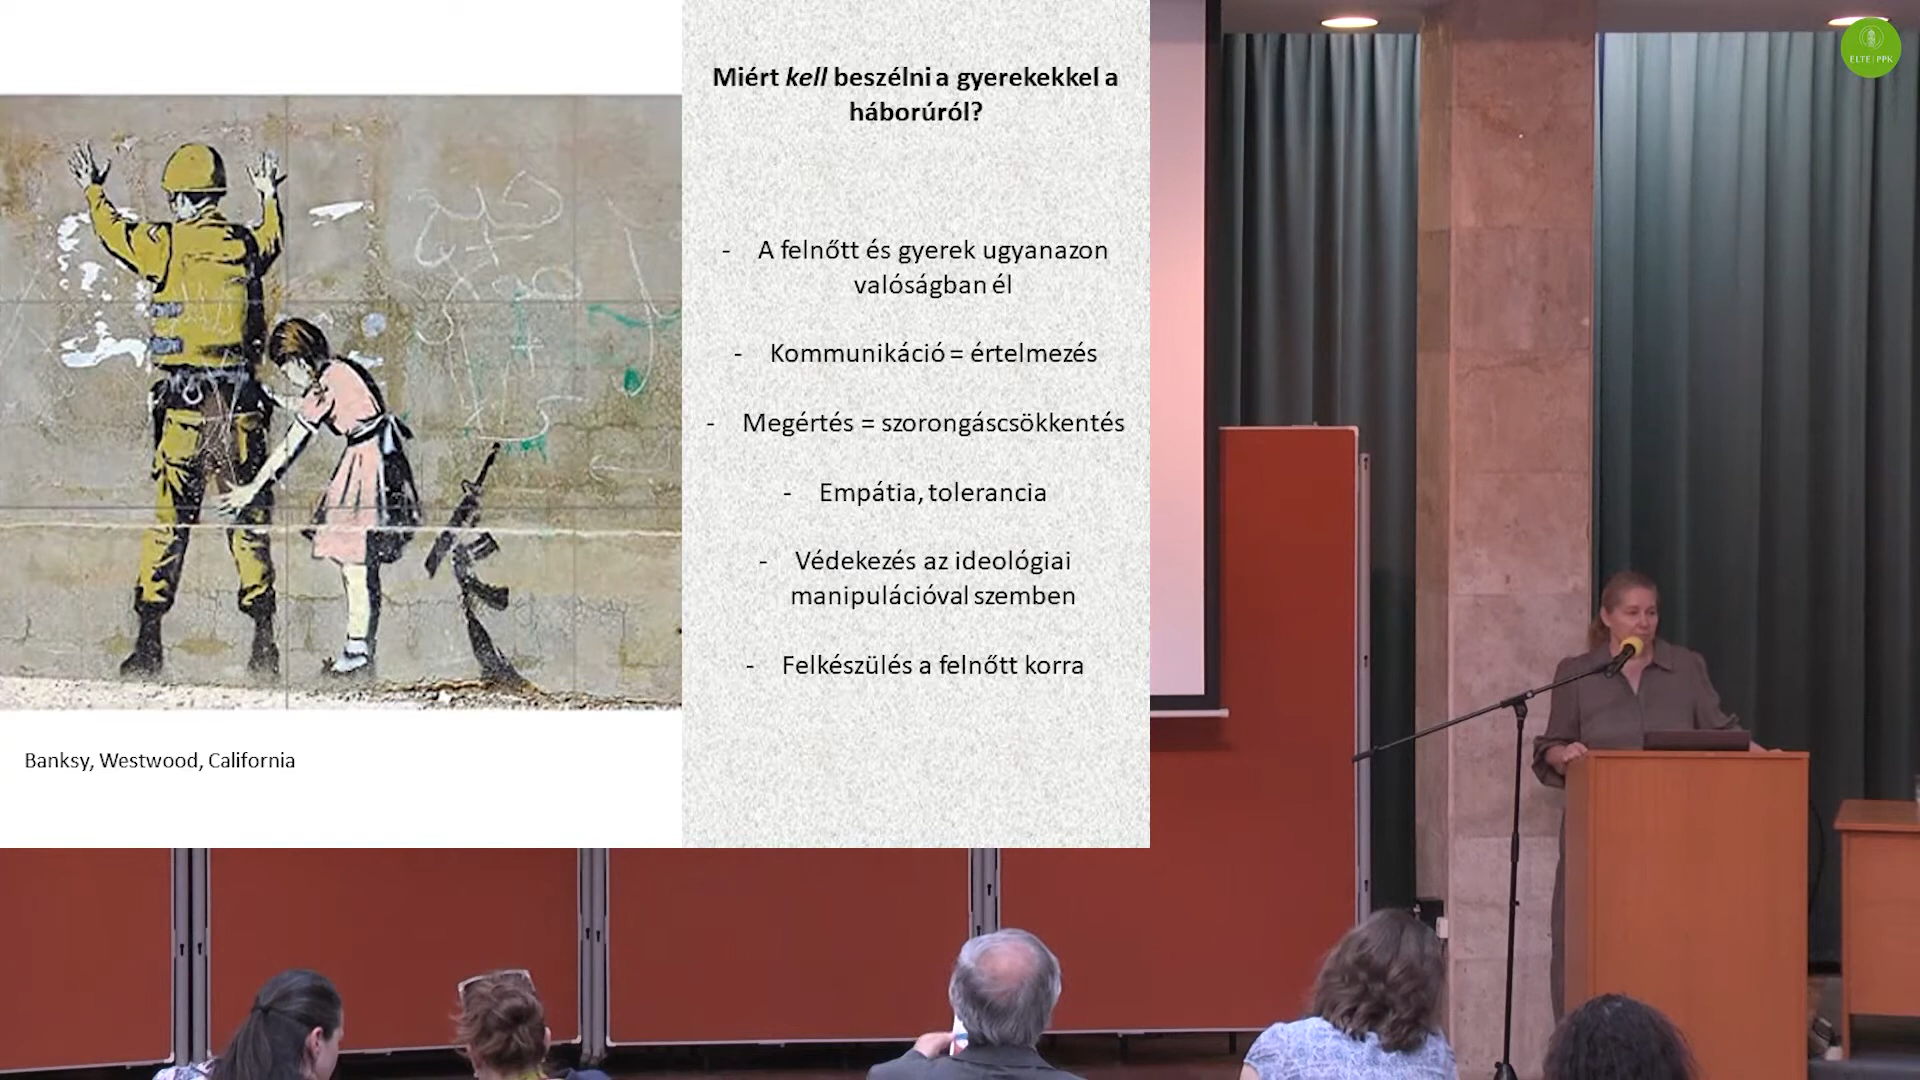 Miért kell beszélni a gyerekekkel a
háborúról?
- A felnőtt és gyerek ugyanazon
valóságban él
- Kommunikáció = értelmezés
- Megértés = szorongáscsökkentés
- Empátia, tolerancia
- Védekezés az ideológiai
manipulációval szemben
- Felkészülés a felnőtt korra
Banksy, Westwood, California
ELTE | PPK